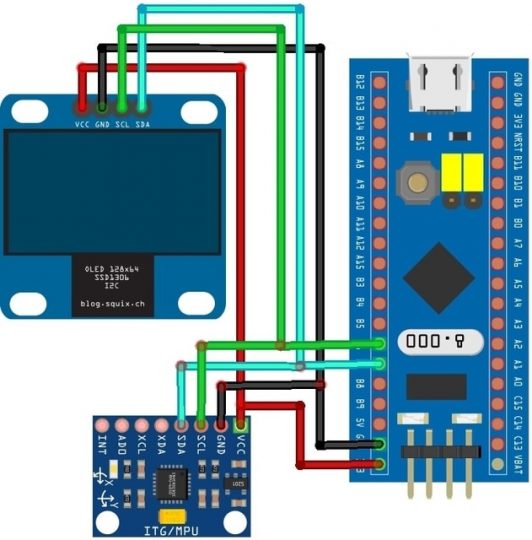 VCC GND SCL SDA
OLED 128x64
SSD1306
I2C
blog.squix.ch
INT
ADO
XCL
XDA
SDA
SCL
GND
VCC
X
Y
ITG/MPU
B12
B13
B14
B15
A8
A9
A10
A11
A12
A15
B3
B4
B5
B8
B9
5V
G
3
GND
GND
3V3
NRST
B11
B10
B1
B0
A7
A6
A5
A4
A3
A2
A1
A0
C15
C14
C13
VBAT